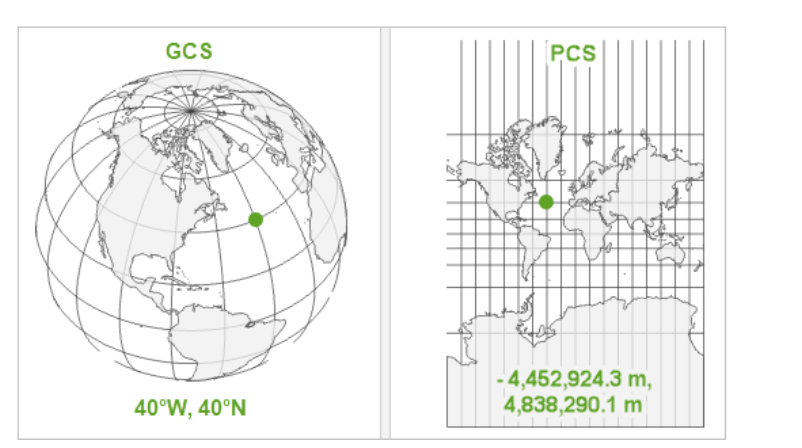 GCS
40°W, 40°N
PCS
- 4,452,924.3 m,
4,838,290.1 m